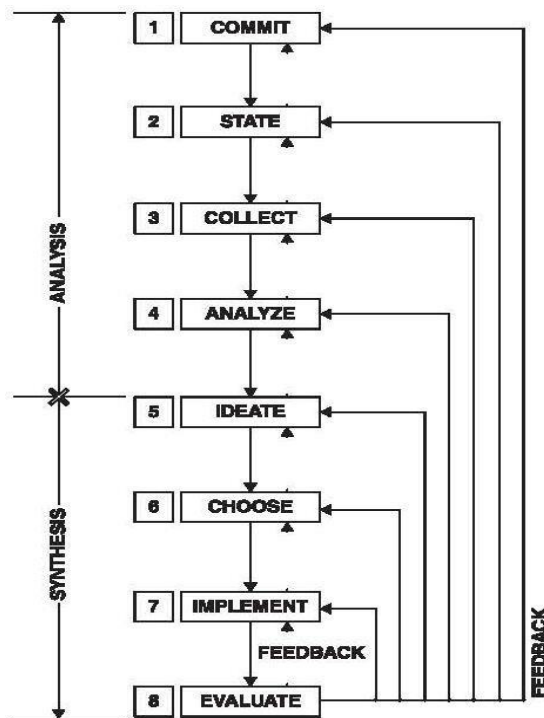 1 COMMIT
2 STATE
3 COLLECT
ANALYSIS
4 ANALYZE
5 IDEATE
6 CHOOSE
SYNTHESIS
7 IMPLEMENT
FEEDBACK
8 EVALUATE
FEEDBACK